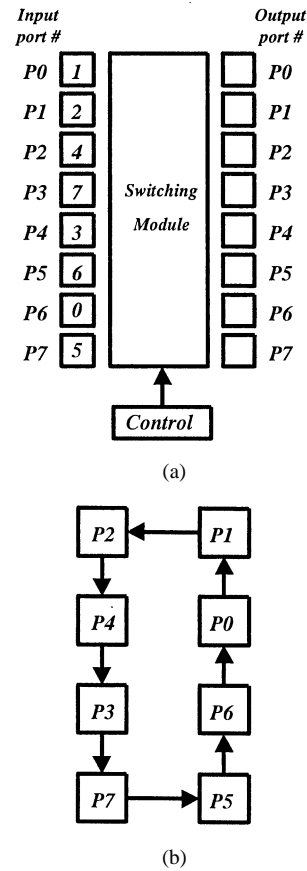 Input port # Output port #
P0 1 P0
P1 2 P1
P2 4 P2
P3 7 P3
P4 3 P4
P5 6 P5
P6 0 P6
P7 5 P7
Switching Module
Control
(a)
P2 P1
P4 P0
P3 P6
P7 P5
(b)